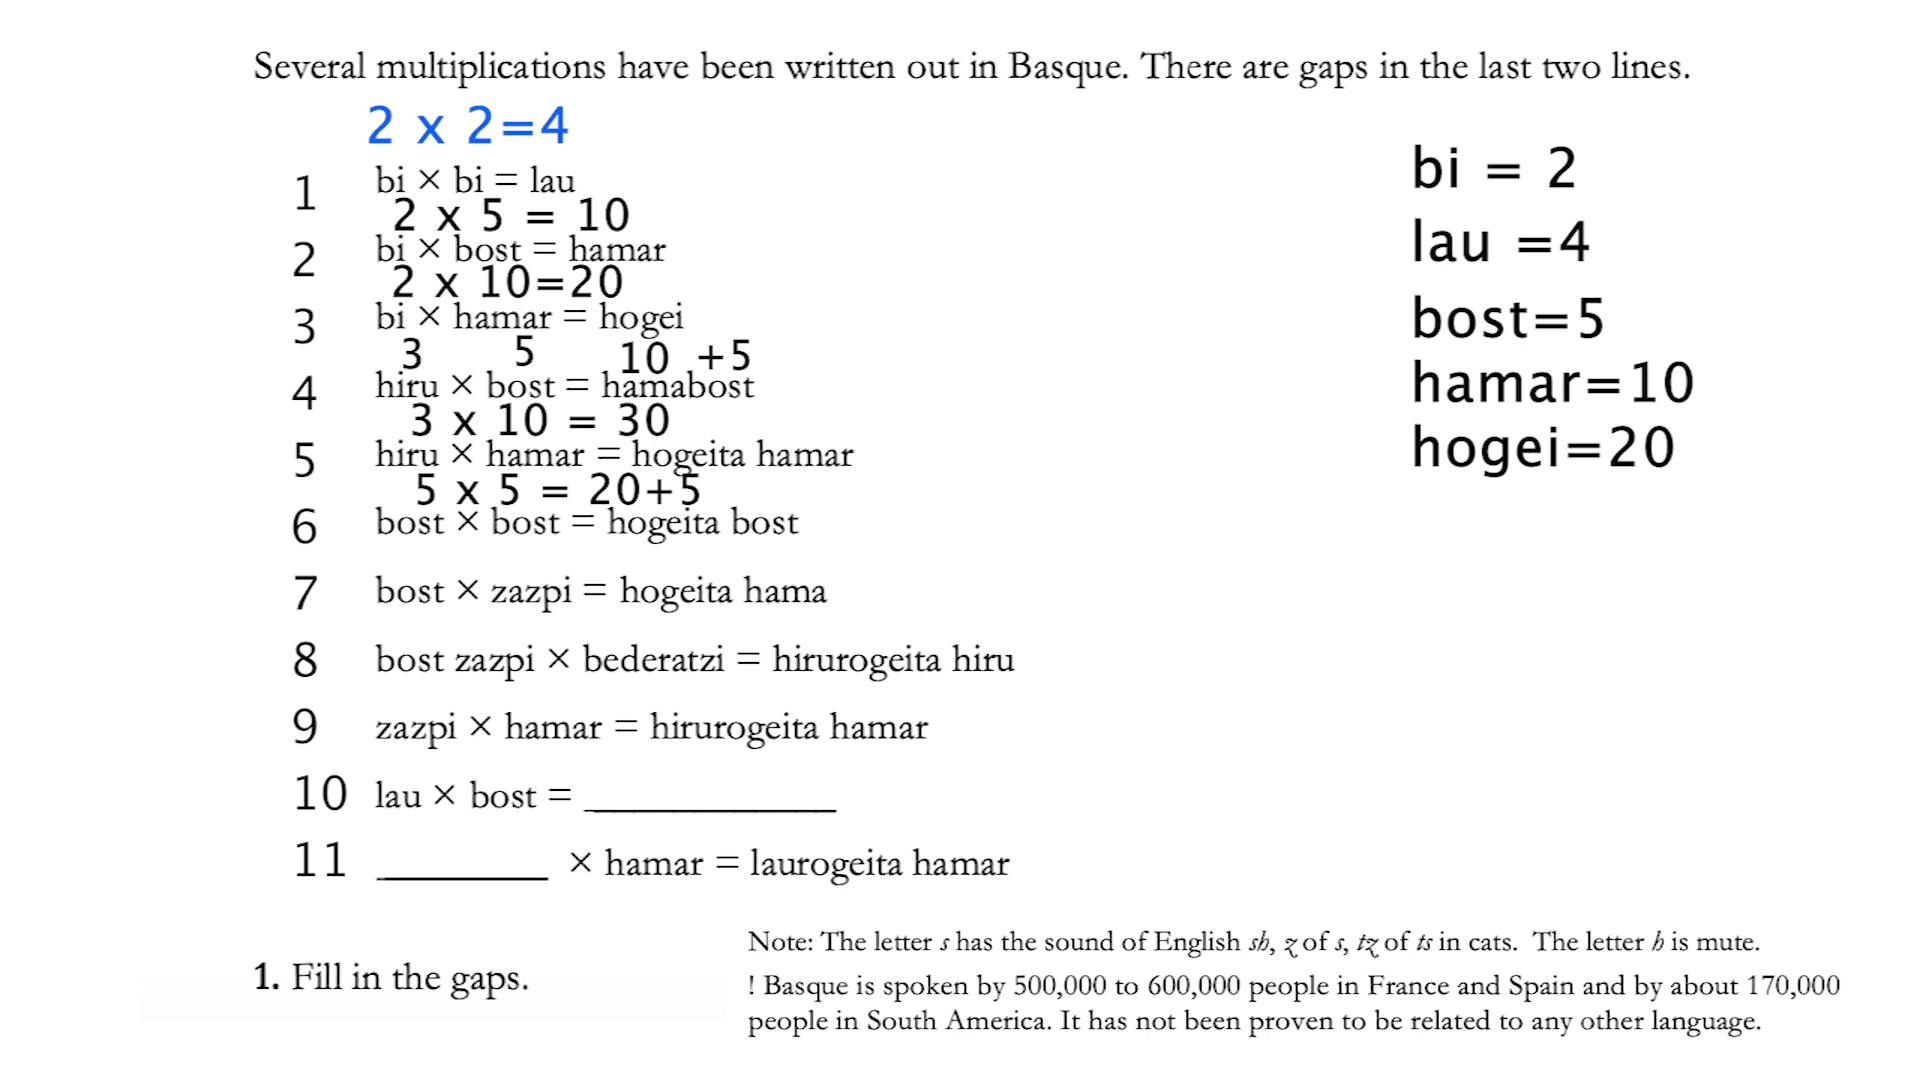 Several multiplications have been written out in Basque. There are gaps in the last two lines.
2 x 2=4
1 bi × bi = lau
2 x 5 = 10
2 bi × bost = hamar
2 x 10=20
3 bi × hamar = hogei
3 5 10 +5
4 hiru × bost = hamabost
3 x 10 = 30
5 hiru × hamar = hogeita hamar
5 x 5 = 20+5
6 bost × bost = hogeita bost
7 bost × zazpi = hogeita hama
8 bost zazpi × bederatzi = hirurogeita hiru
9 zazpi × hamar = hirurogeita hamar
10 lau × bost = ____________
11 ________ × hamar = laurogeita hamar
bi = 2
lau =4
bost=5
hamar=10
hogei=20
1. Fill in the gaps.
Note: The letter s has the sound of English sh, z of s, tz of ts in cats. The letter h is mute.
! Basque is spoken by 500,000 to 600,000 people in France and Spain and by about 170,000
people in South America. It has not been proven to be related to any other language.